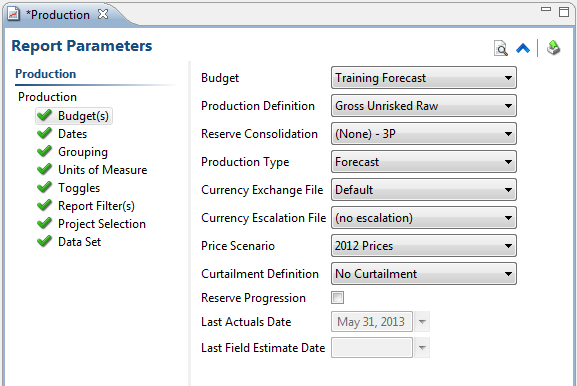 *Production
Report Parameters
Production
Production
Budget(s)
Dates
Grouping
Units of Measure
Toggles
Report Filter(s)
Project Selection
Data Set
Budget Training Forecast
Production Definition Gross Unrisked Raw
Reserve Consolidation (None) - 3P
Production Type Forecast
Currency Exchange File Default
Currency Escalation File (no escalation)
Price Scenario 2012 Prices
Curtailment Definition No Curtailment
Reserve Progression
Last Actuals Date May 31, 2013
Last Field Estimate Date